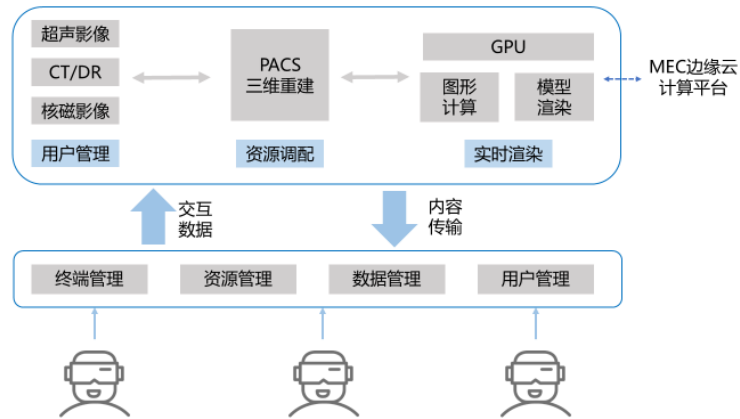 超声影像
CT/DR
核磁影像
用户管理
PACS
三维重建
资源调配
GPU
图形
计算
模型
渲染
实时渲染
MEC边缘云
计算平台
交互
数据
内容
传输
终端管理
资源管理
数据管理
用户管理